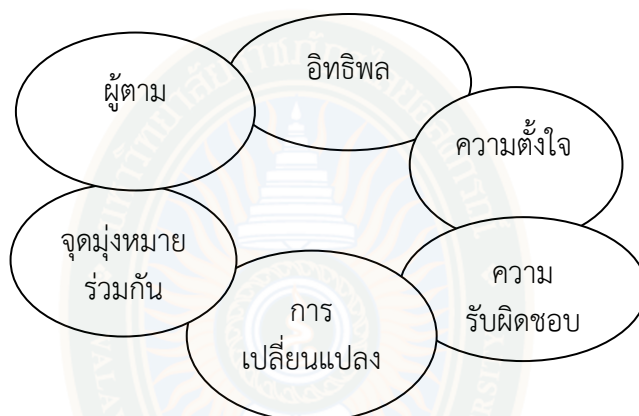 อิทธิพล
ผู้ตาม
ความตั้งใจ
จุดมุ่งหมาย
ร่วมกัน
ความ
รับผิดชอบ
การ
เปลี่ยนแปลง